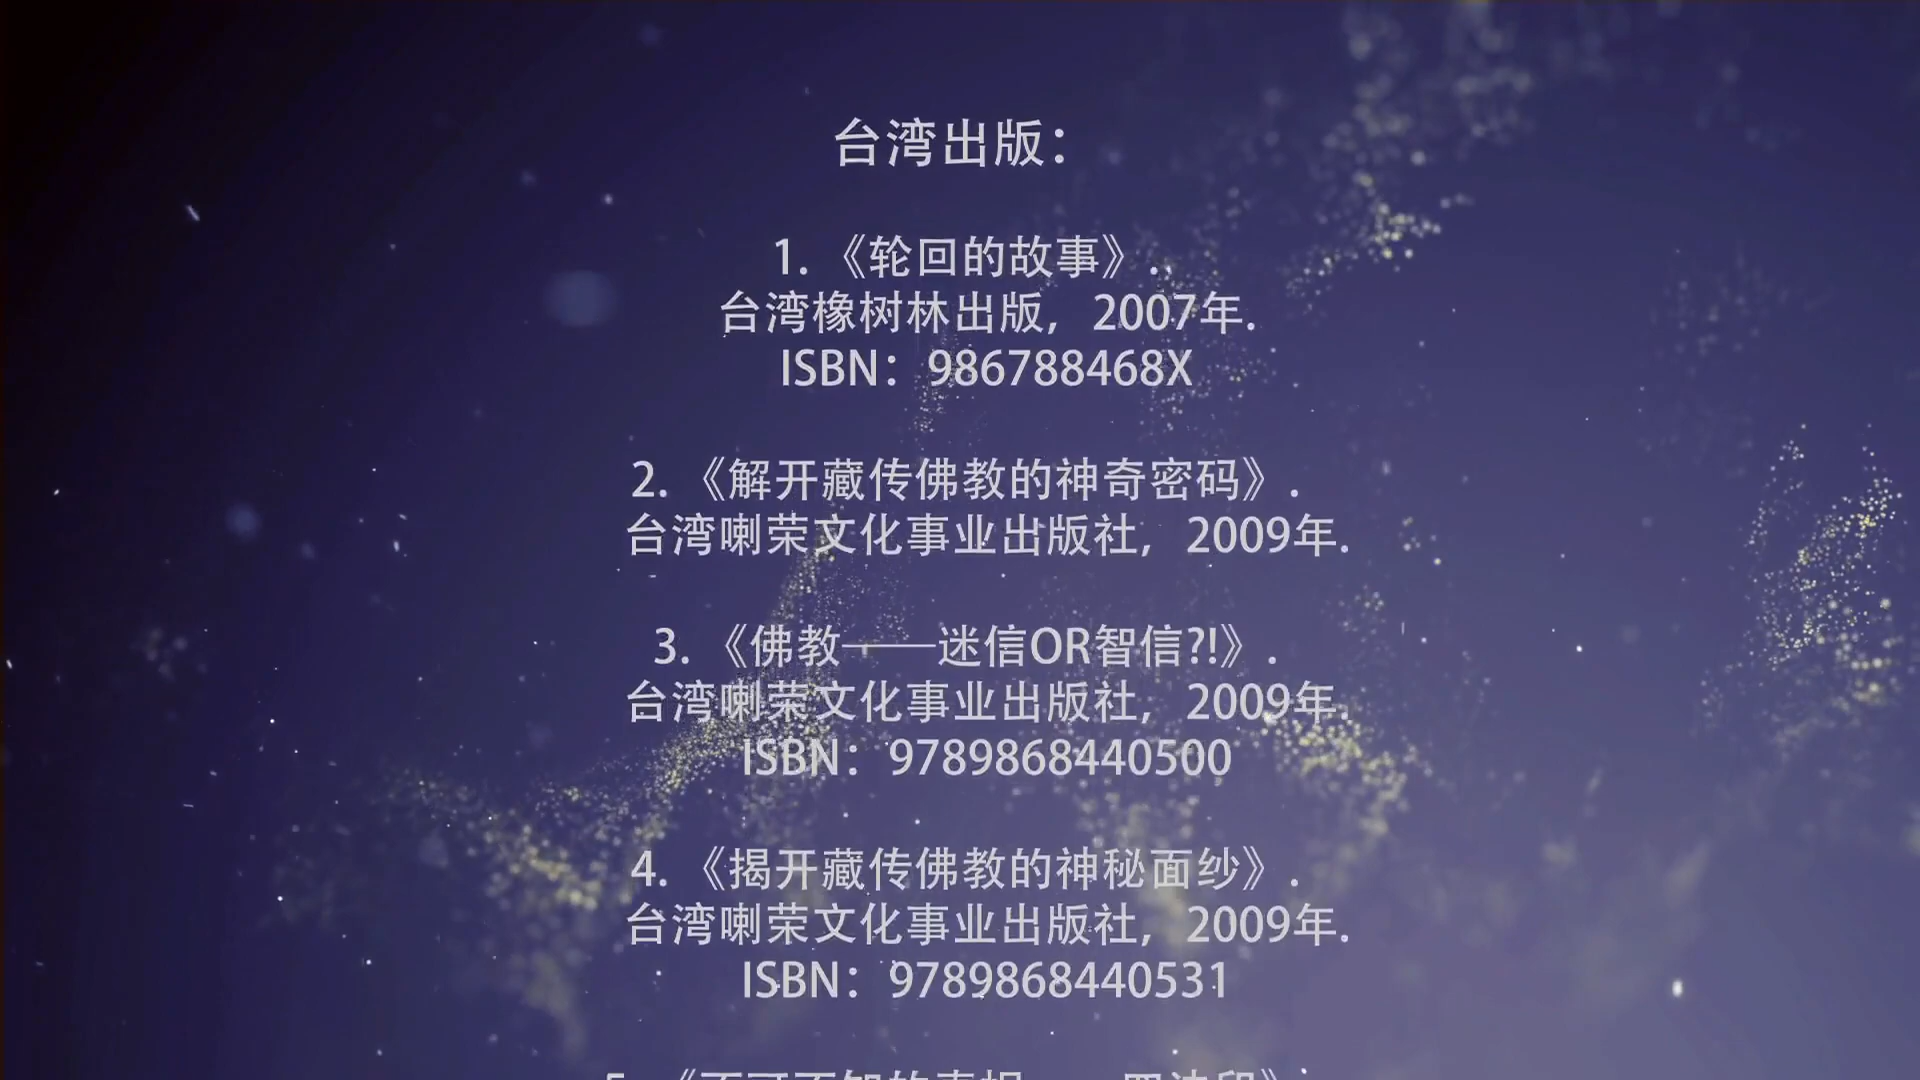 台湾出版：
1. 《轮回的故事》.
台湾橡树林出版，2007年.
ISBN：986788468X
2. 《解开藏传佛教的神奇密码》.
台湾喇荣文化事业出版社，2009年.
3. 《佛教——迷信OR智信?!》.
台湾喇荣文化事业出版社，2009年.
ISBN：9789868440500
4. 《揭开藏传佛教的神秘面纱》.
台湾喇荣文化事业出版社，2009年.
ISBN：9789868440531